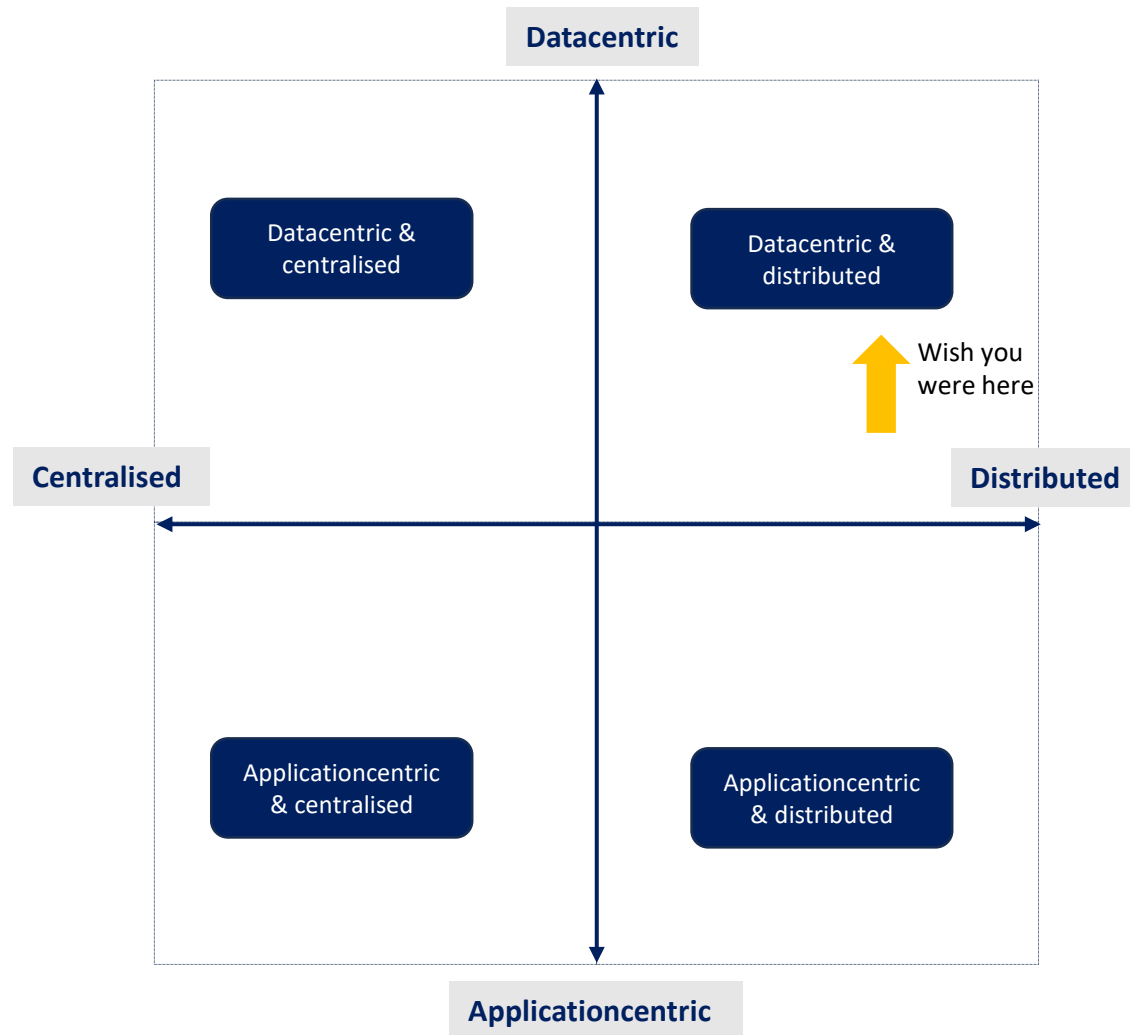 Datacentric
Datacentric &
centralised
Datacentric &
distributed
Wish you
were here
Centralised
Distributed
Applicationcentric
& centralised
Applicationcentric
& distributed
Applicationcentric